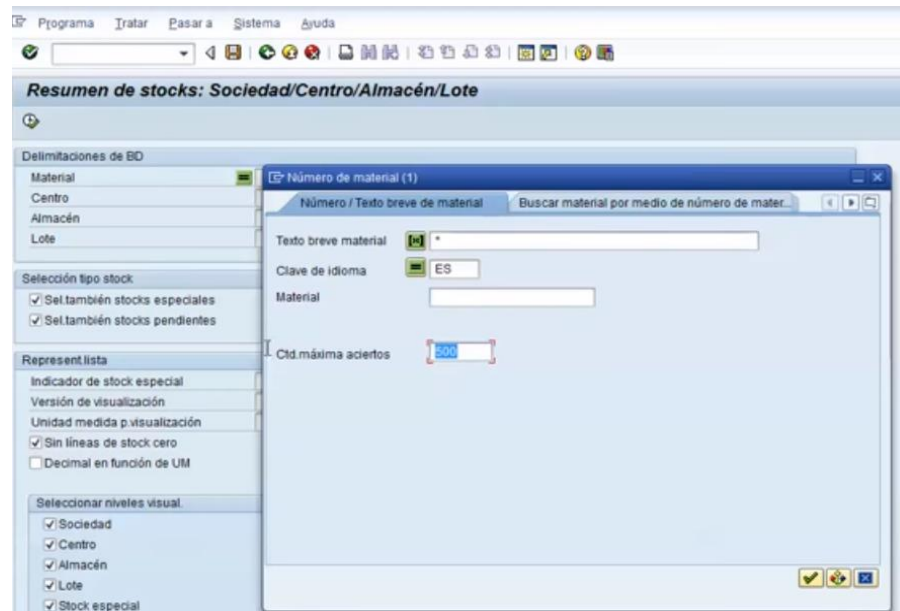 Programa Tratar Pasar a Sistema Ayuda
Resumen de stocks: Sociedad/Centro/Almacén/Lote
Delimitaciones de BD
Material
Centro
Almacén
Lote
Selección tipo stock
Sel.también stocks especiales
Sel.también stocks pendientes
Represent.lista
Indicador de stock especial
Versión de visualización
Unidad medida p.visualización
Sin líneas de stock cero
Decimal en función de UM
Seleccionar niveles visual.
Sociedad
Centro
Almacén
Lote
Stock especial
Número de material (1)
Número / Texto breve de material Buscar material por medio de número de mater...
Texto breve material *
Clave de idioma ES
Material
Ctd.máxima aciertos 500